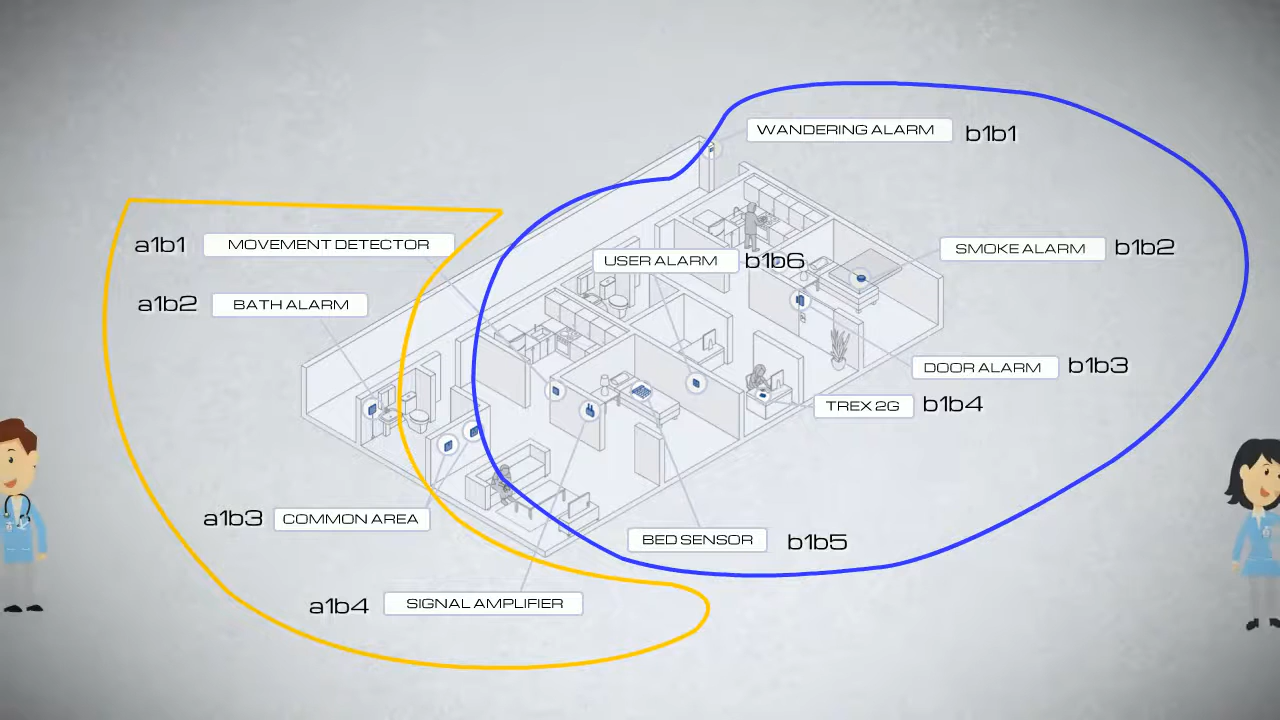 WANDERING ALARM b1b1
a1b1 MOVEMENT DETECTOR
SMOKE ALARM b1b2
USER ALARM b1b6
a1b2 BATH ALARM
DOOR ALARM b1b3
TREX 2G b1b4
a1b3 COMMON AREA
BED SENSOR b1b5
a1b4 SIGNAL AMPLIFIER